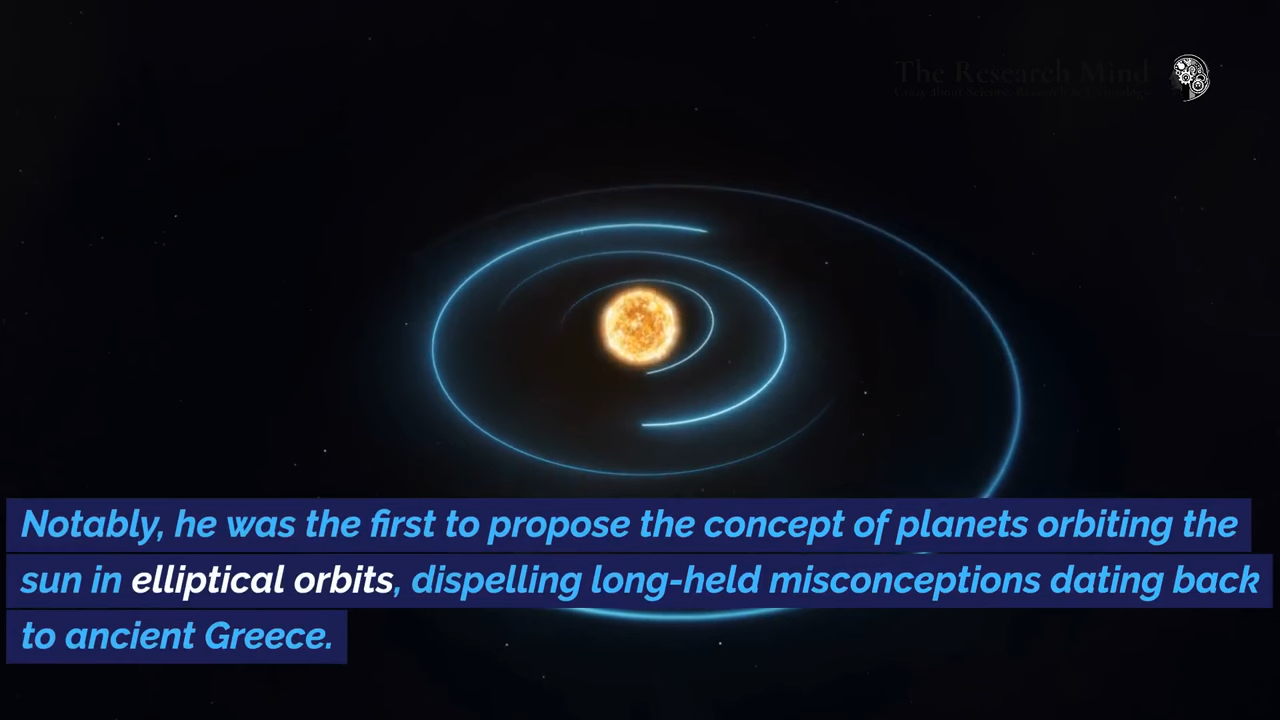 The Research Mind
Notably, he was the first to propose the concept of planets orbiting the
sun in elliptical orbits, dispelling long-held misconceptions dating back
to ancient Greece.